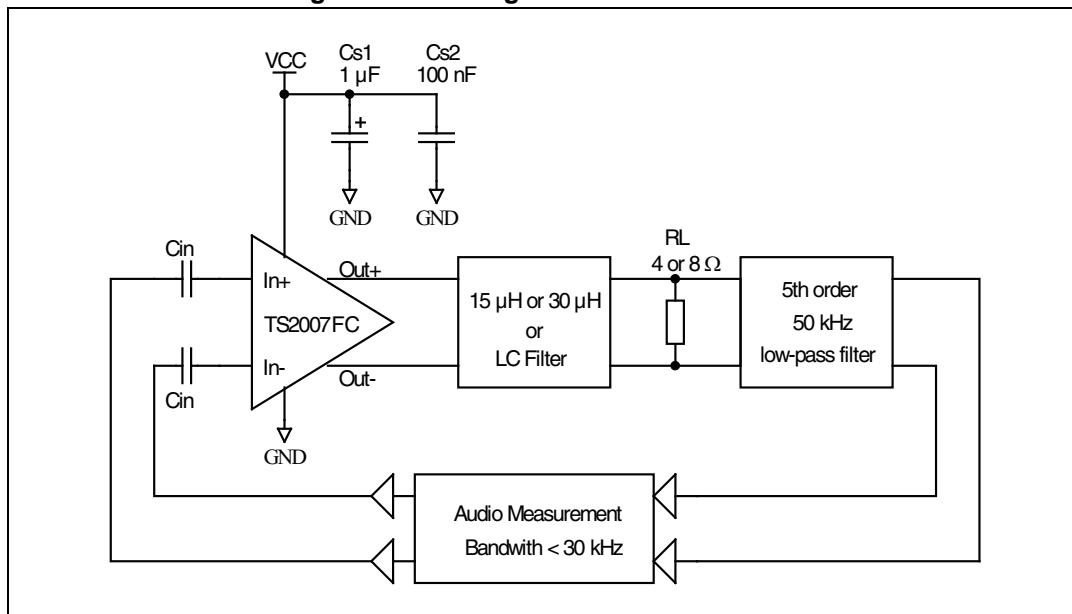 VCC
Cs1
1 µF
Cs2
100 nF
+
GND
GND
Cin
In+
Out+
TS2007FC
In-
Out-
Cin
GND
15 µH or 30 µH
or
LC Filter
RL
4 or 8 Ω
5th order
50 kHz
low-pass filter
Audio Measurement
Bandwith < 30 kHz